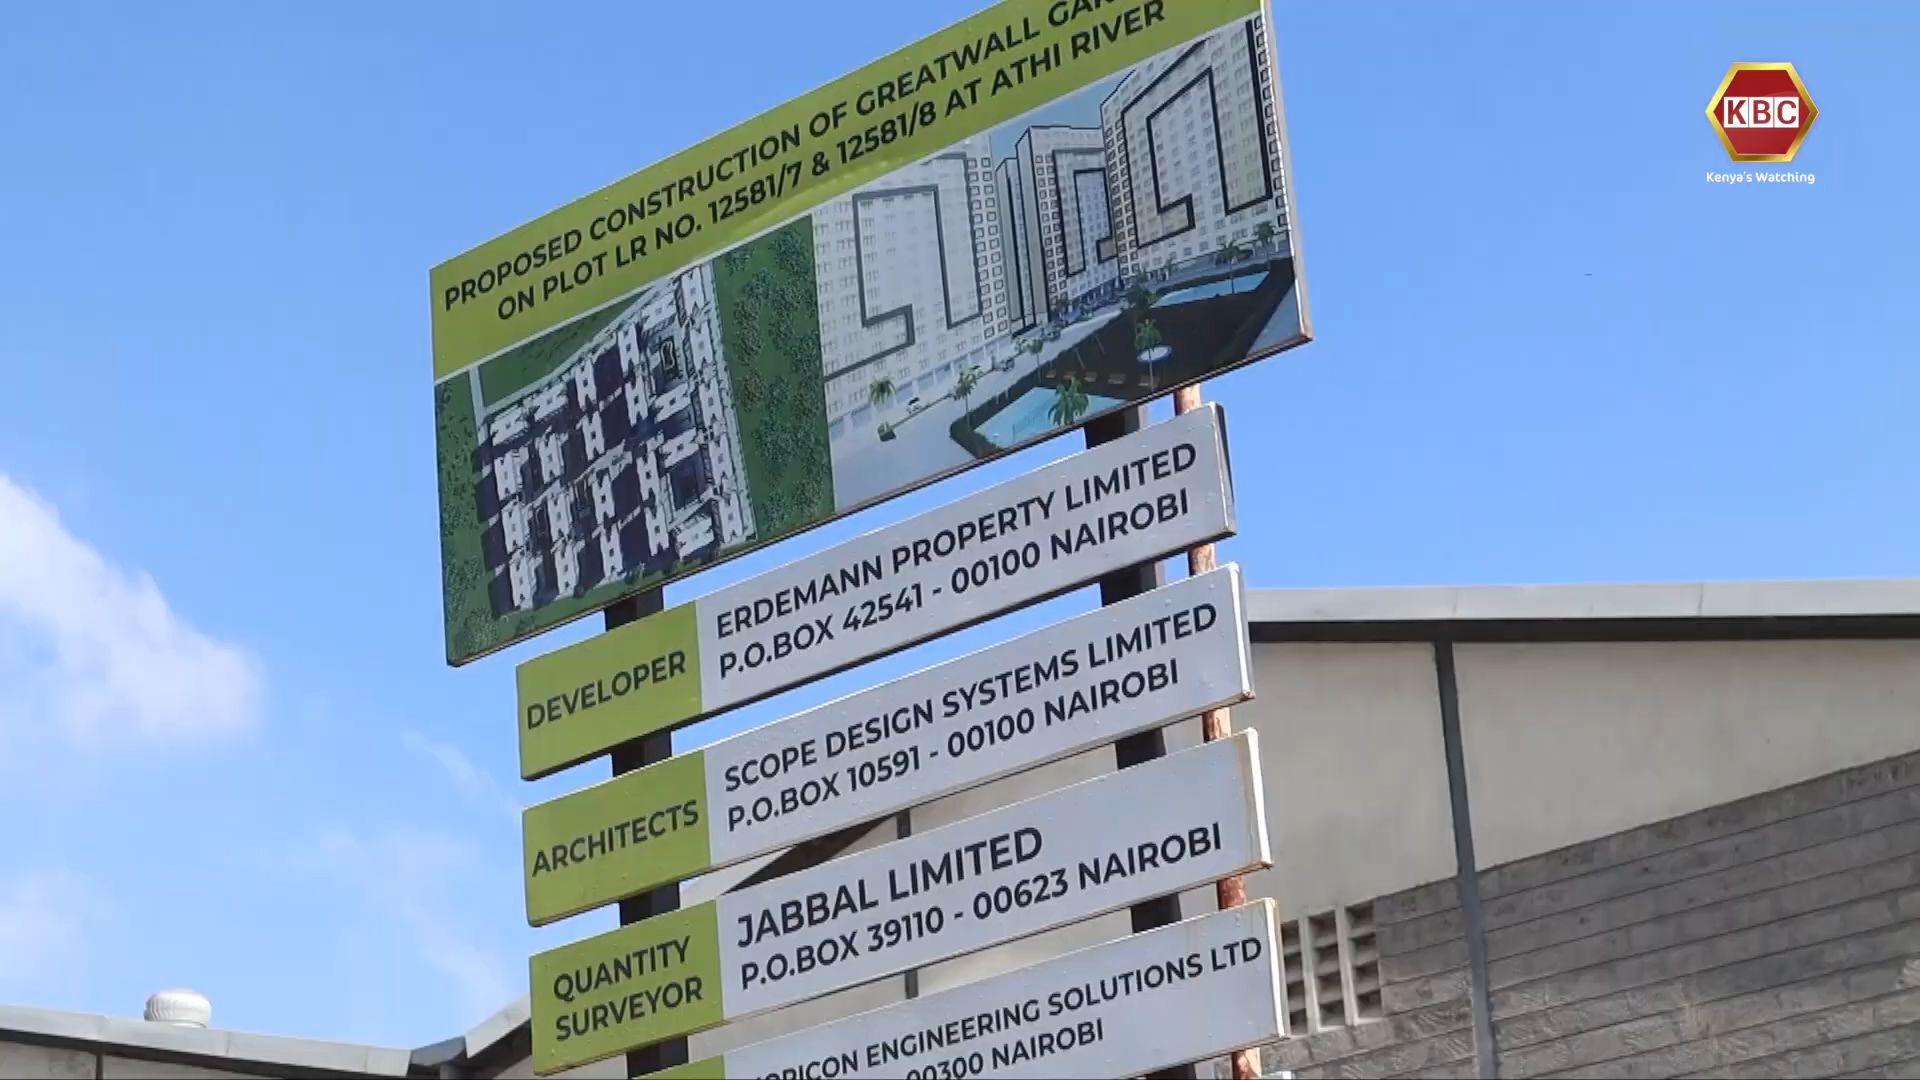 PROPOSED CONSTRUCTION OF GREATWALL
ON PLOT LR NO. 12581/7 & 12581/8 AT ATHI RIVER
KBC
Kenya's Watching
DEVELOPER
ERDEMANN PROPERTY LIMITED
P.O.BOX 42541 - 00100 NAIROBI
ARCHITECTS
SCOPE DESIGN SYSTEMS LIMITED
P.O.BOX 10591 - 00100 NAIROBI
QUANTITY
SURVEYOR
JABBAL LIMITED
P.O.BOX 39110 - 00623 NAIROBI
ENGINEERING SOLUTIONS LTD
00300 NAIROBI